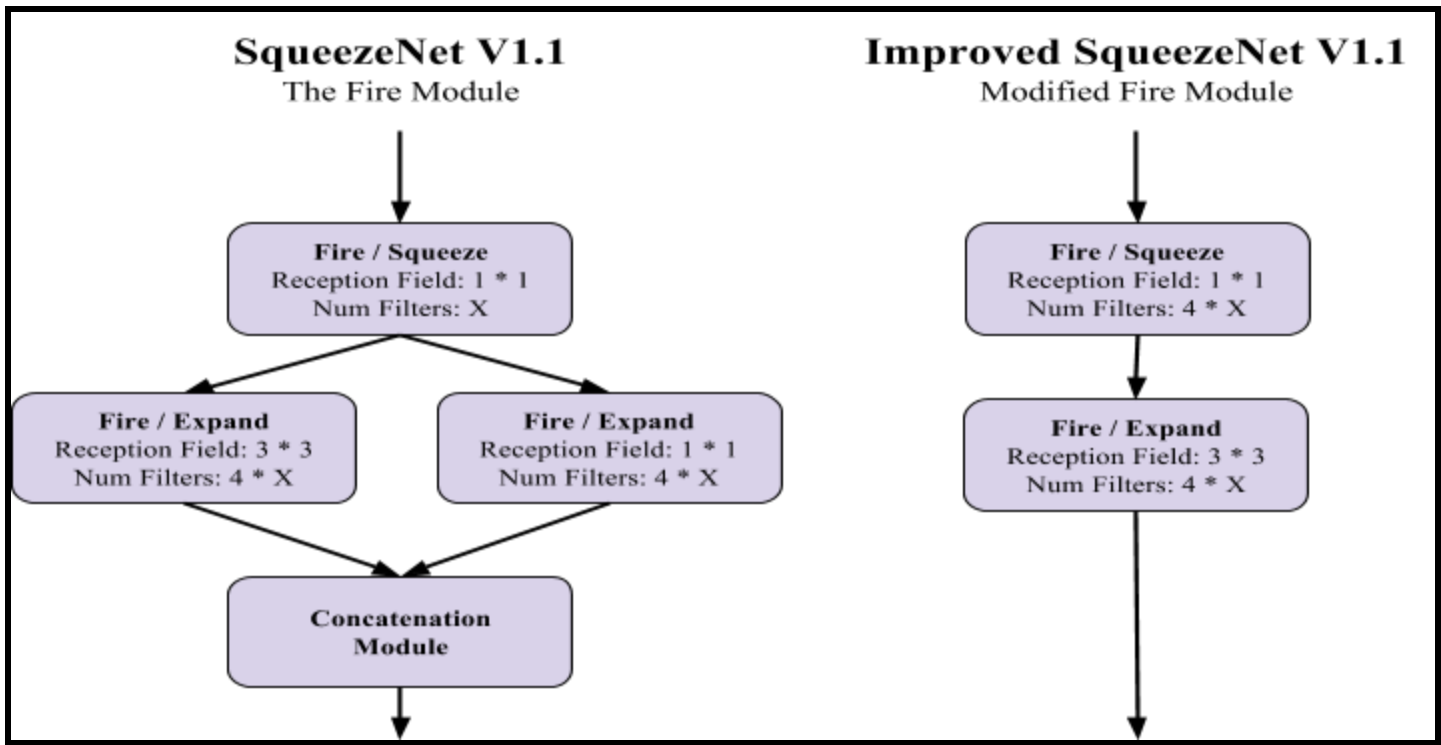 SqueezeNet V1.1
The Fire Module
Fire / Squeeze
Reception Field: 1 * 1
Num Filters: X
Fire / Expand
Reception Field: 3 * 3
Num Filters: 4 * X
Fire / Expand
Reception Field: 1 * 1
Num Filters: 4 * X
Concatenation
Module
Improved SqueezeNet V1.1
Modified Fire Module
Fire / Squeeze
Reception Field: 1 * 1
Num Filters: 4 * X
Fire / Expand
Reception Field: 3 * 3
Num Filters: 4 * X